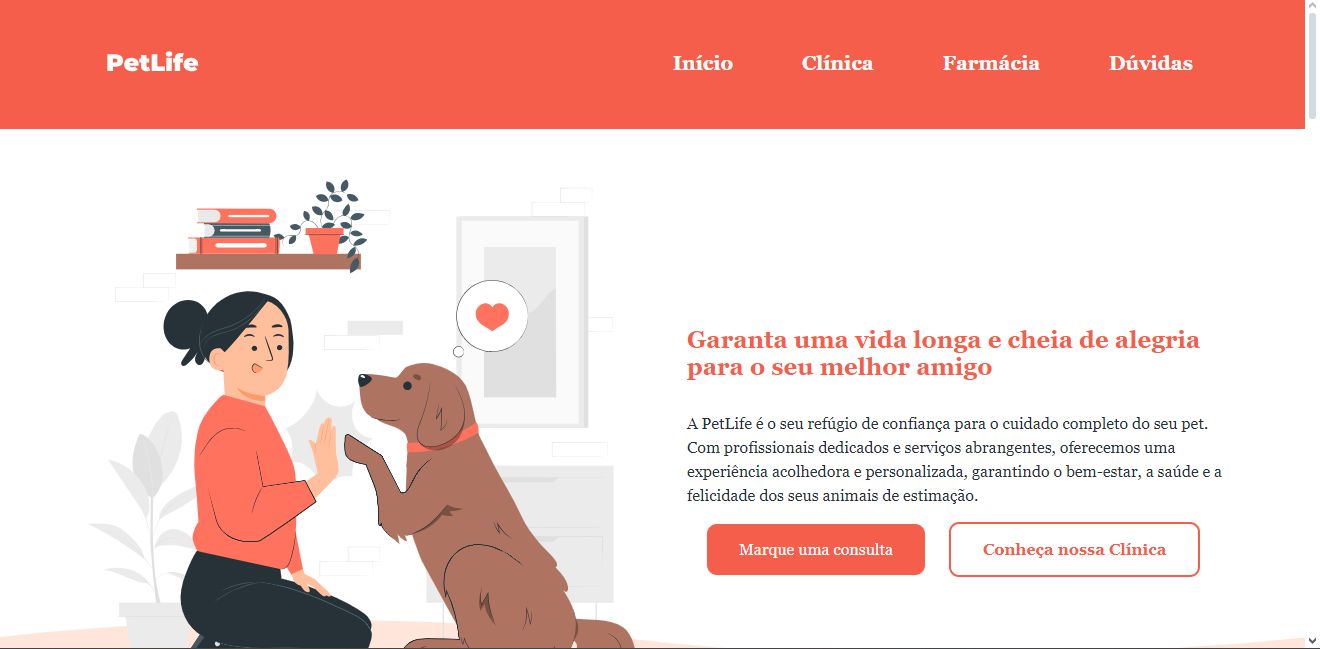 PetLife
Início Clínica Farmácia Dúvidas
Garanta uma vida longa e cheia de alegria
para o seu melhor amigo
A PetLife é o seu refúgio de confiança para o cuidado completo do seu pet.
Com profissionais dedicados e serviços abrangentes, oferecemos uma
experiência acolhedora e personalizada, garantindo o bem-estar, a saúde e a
felicidade dos seus animais de estimação.
Marque uma consulta
Conheça nossa Clínica